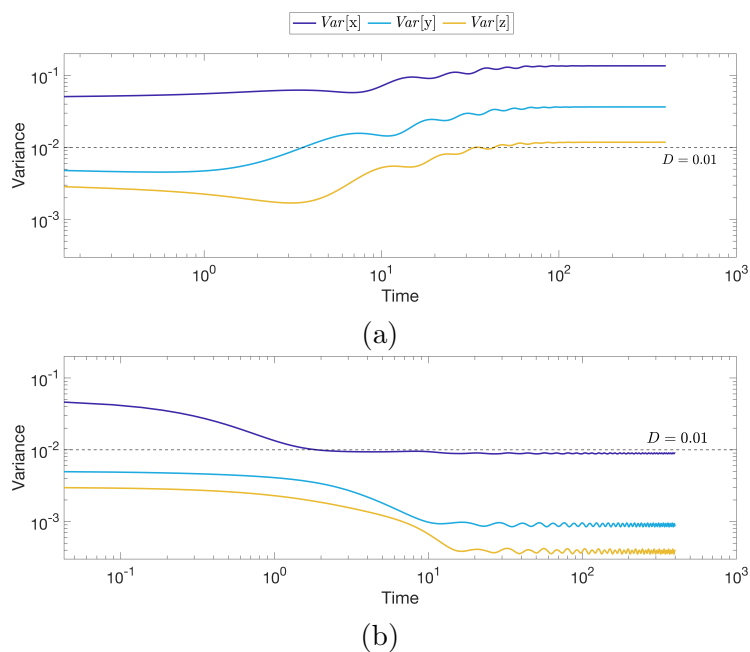 Var[x] Var[y] Var[z]
10^-1
10^-2
10^-3
Variance
D = 0.01
10^0 10^1 10^2 10^3
Time
(a)
10^-1
10^-2
10^-3
Variance
D = 0.01
10^-1 10^0 10^1 10^2 10^3
Time
(b)